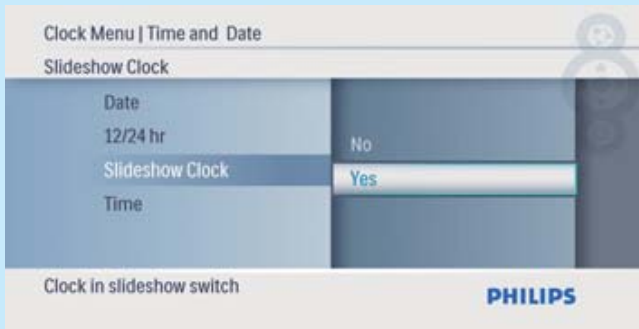 Clock Menu | Time and Date
Slideshow Clock
Date
12/24 hr
No
Slideshow Clock
Yes
Time
Clock in slideshow switch
PHILIPS